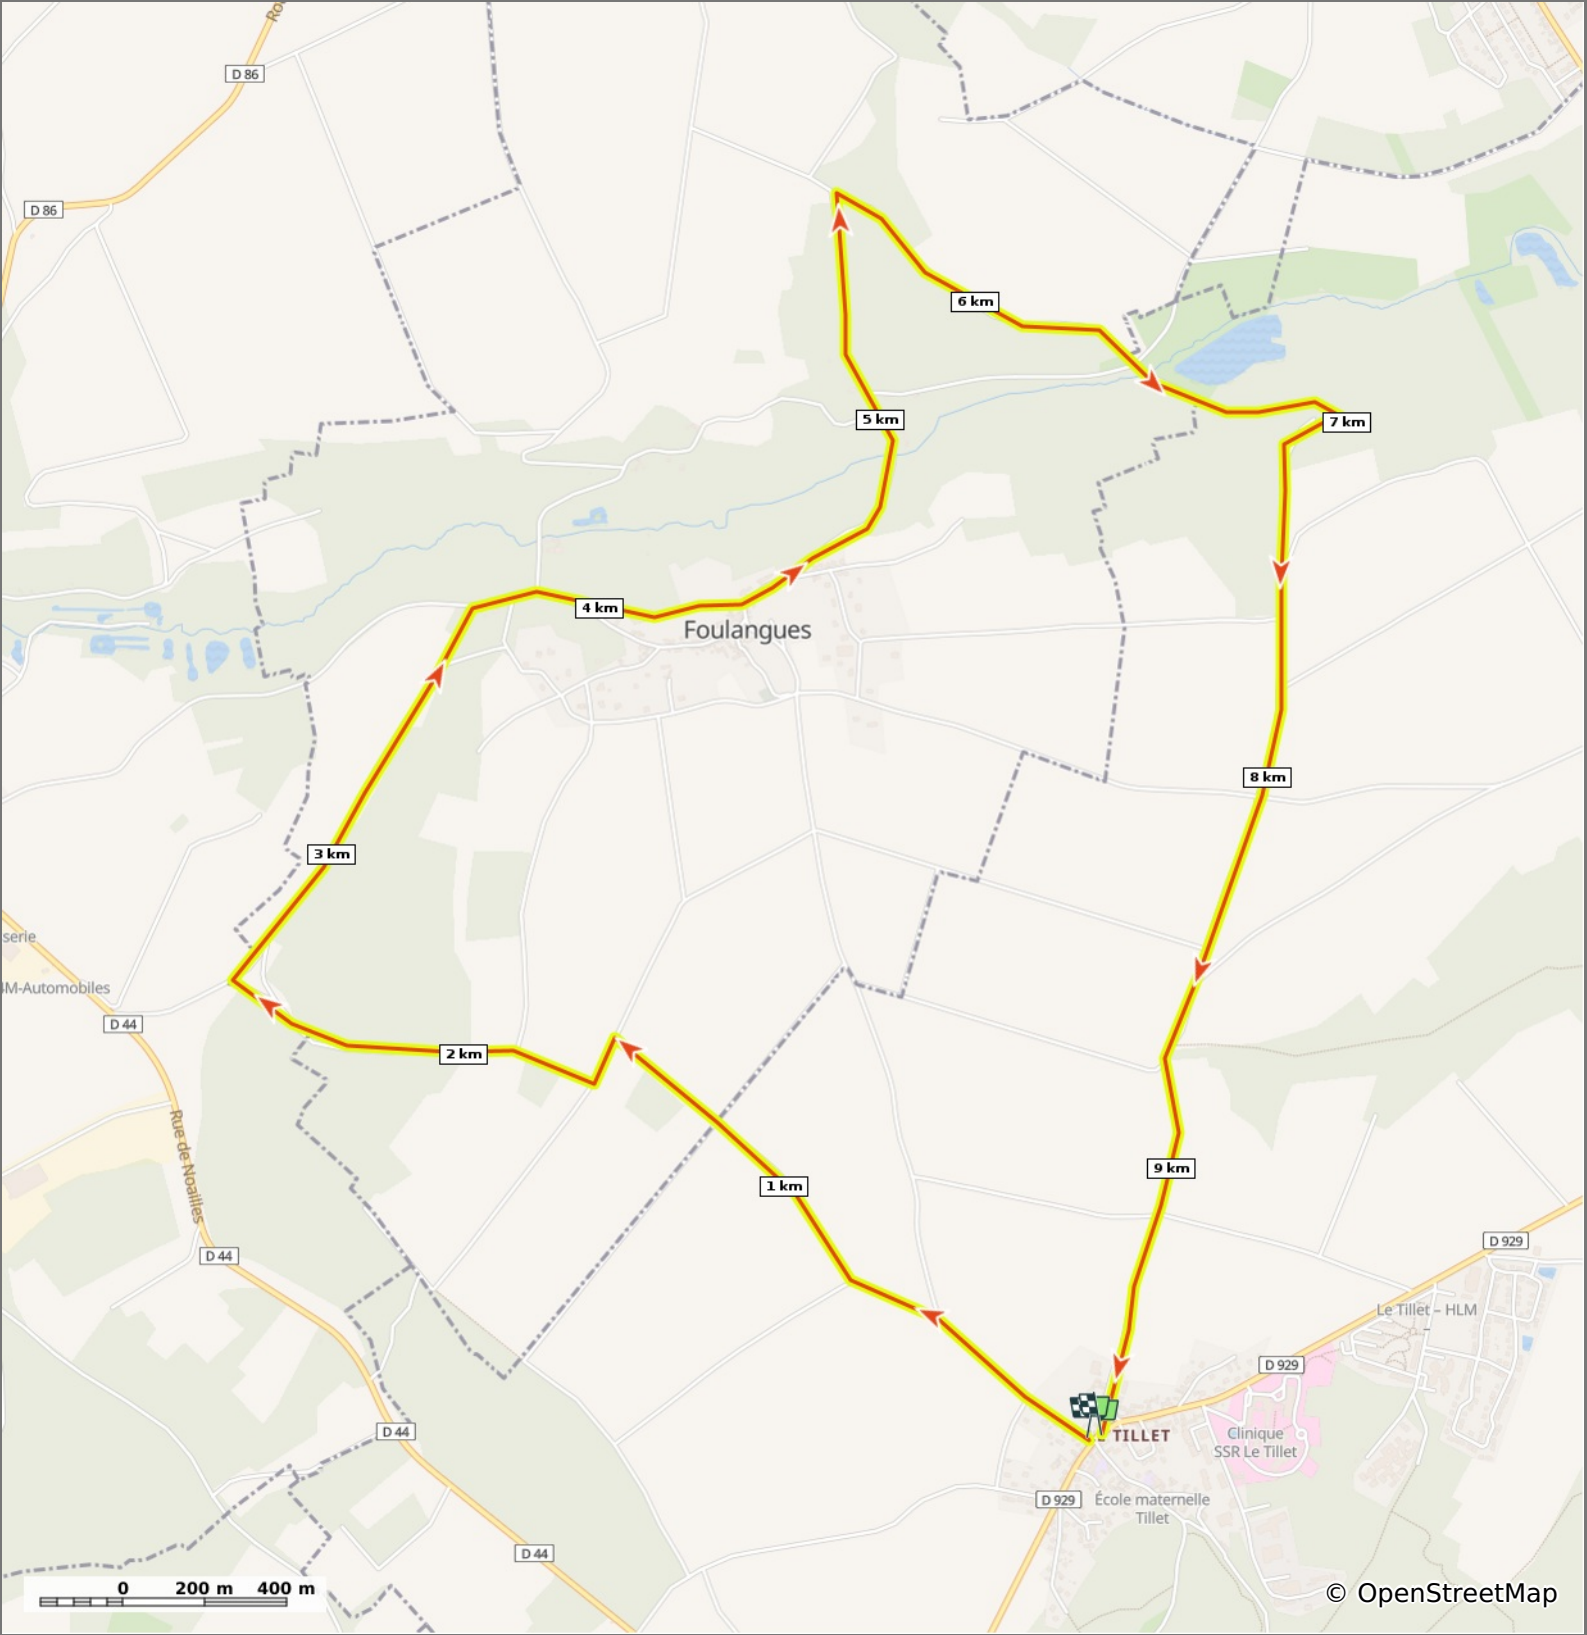 D 86
D 86
6 km
5 km
7 km
4 km
Foulangues
8 km
3 km
serie
M-Automobiles
D 44
2 km
Rue de Noailles
9 km
1 km
D 929
D 44
Le Tillet – HLM
D 929
D 44
TILLET
Clinique
SSR Le Tillet
D 929
École maternelle
Tillet
D 44
0 200 m 400 m
© OpenStreetMap